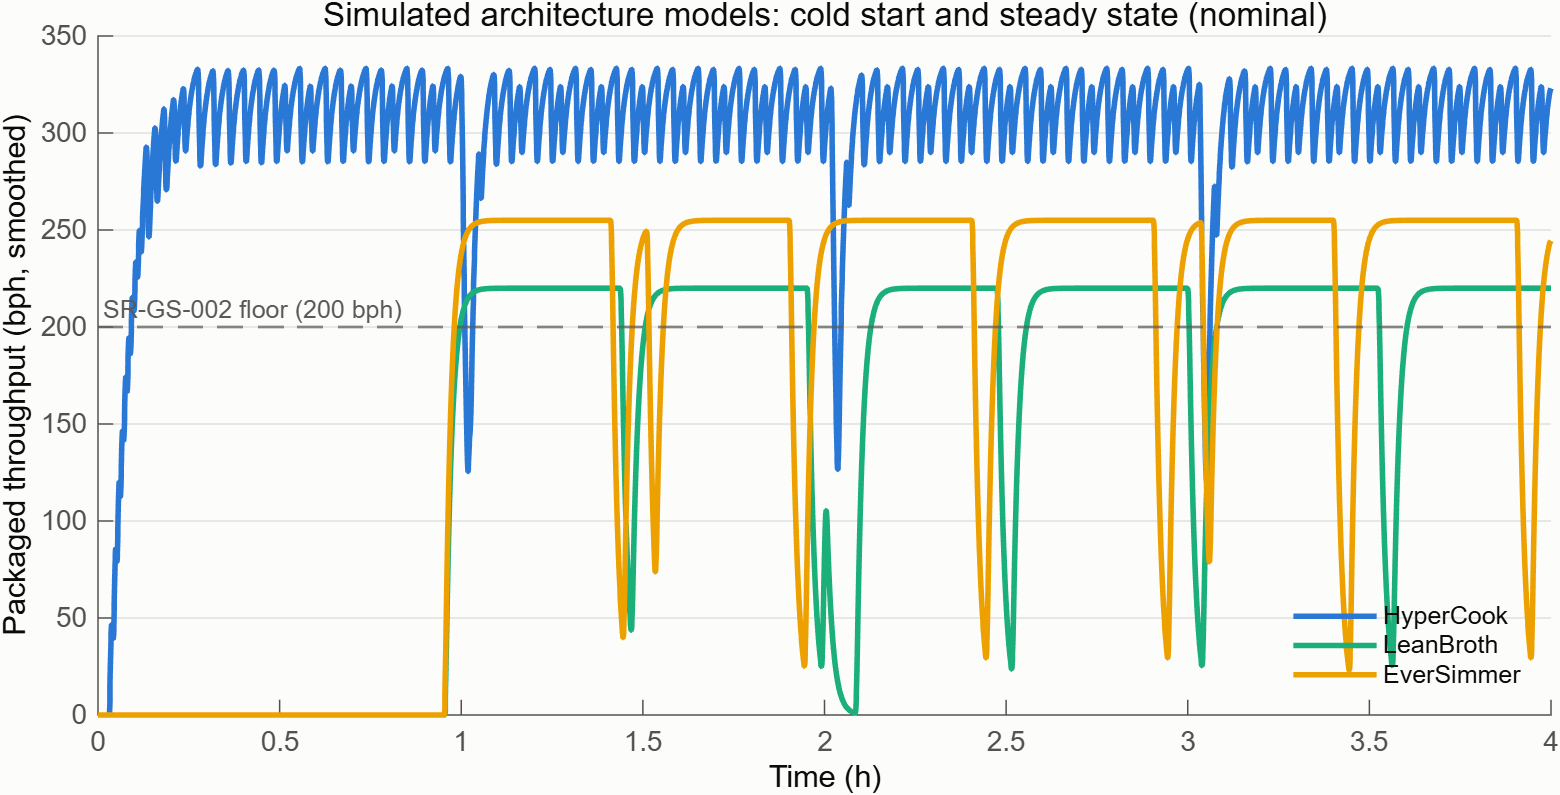 Simulated architecture models: cold start and steady state (nominal)
350
300
250
200
150
100
50
0
Packaged throughput (bph, smoothed)
SR-GS-002 floor (200 bph)
HyperCook
LeanBroth
EverSimmer
0
0.5
1
1.5
2
2.5
3
3.5
4
Time (h)